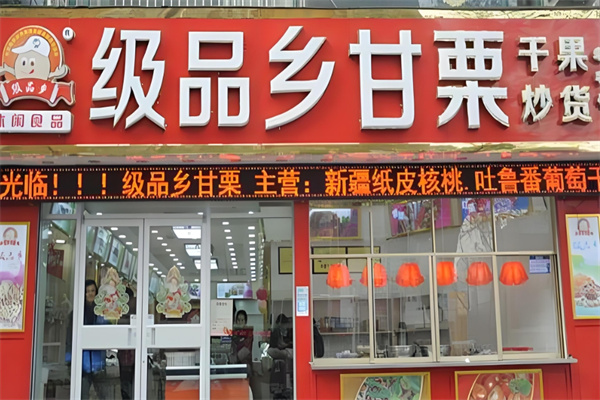 级品乡
休闲食品
级品乡甘栗
干果
炒货
光临！！！级品乡甘栗 主营：新疆纸皮核桃.吐鲁番葡萄干